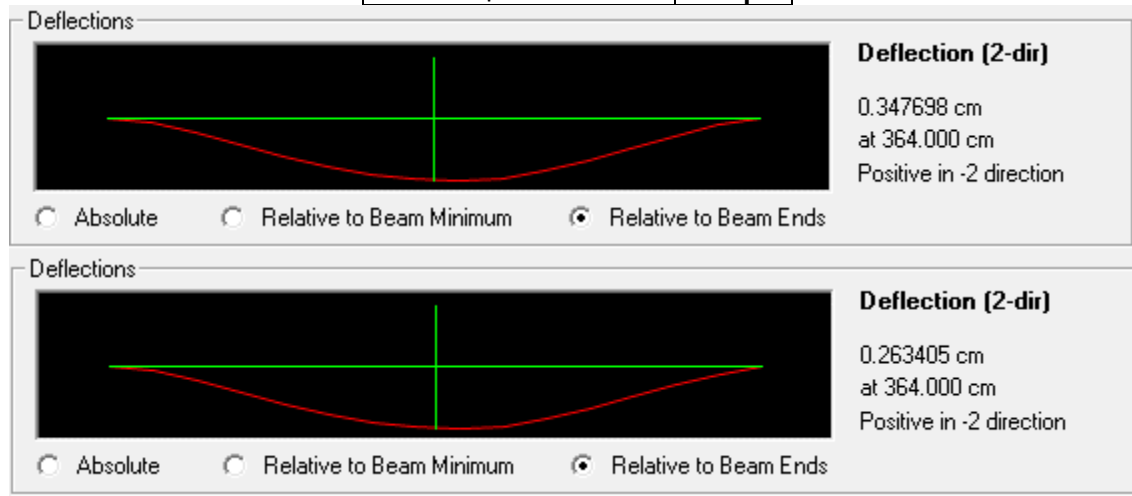 Deflections
Deflection (2-dir)
0.347698 cm
at 364.000 cm
Positive in -2 direction
Absolute Relative to Beam Minimum Relative to Beam Ends
Deflections
Deflection (2-dir)
0.263405 cm
at 364.000 cm
Positive in -2 direction
Absolute Relative to Beam Minimum Relative to Beam Ends